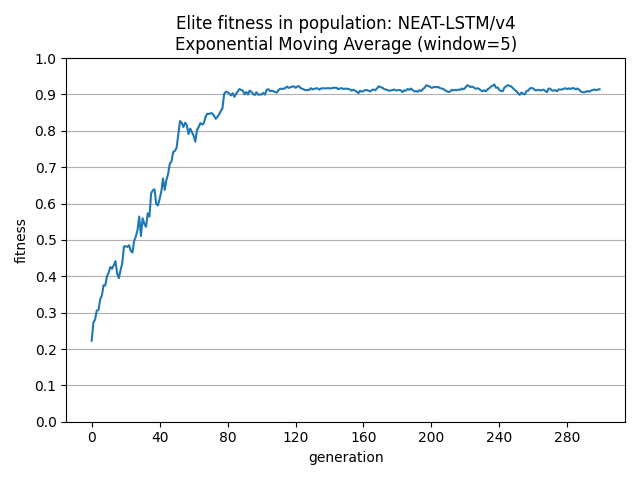 Elite fitness in population: NEAT-LSTM/v4
Exponential Moving Average (window=5)
1.0
0.9
0.8
0.7
0.6
0.5
0.4
0.3
0.2
0.1
0.0
fitness
0 40 80 120 160 200 240 280
generation